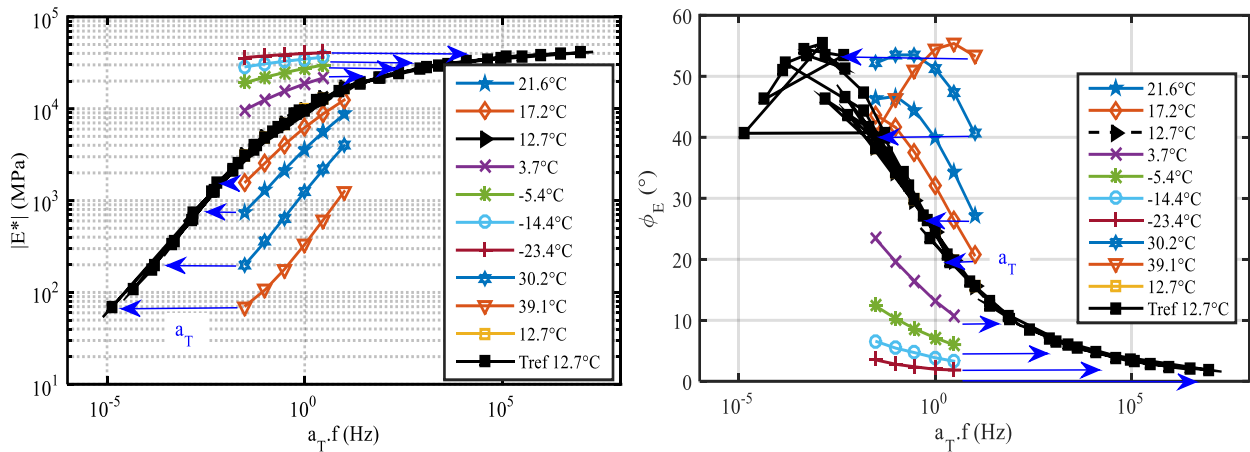 10^5
10^4
10^3
10^2
10^1
|E*| (MPa)
10^-5
10^0
10^5
a_T.f (Hz)
a_T
21.6°C
17.2°C
12.7°C
3.7°C
-5.4°C
-14.4°C
-23.4°C
30.2°C
39.1°C
12.7°C
Tref 12.7°C
60
50
40
30
20
10
0
ϕ_E (°)
10^-5
10^0
10^5
a_T.f (Hz)
a_T
21.6°C
17.2°C
12.7°C
3.7°C
-5.4°C
-14.4°C
-23.4°C
30.2°C
39.1°C
12.7°C
Tref 12.7°C